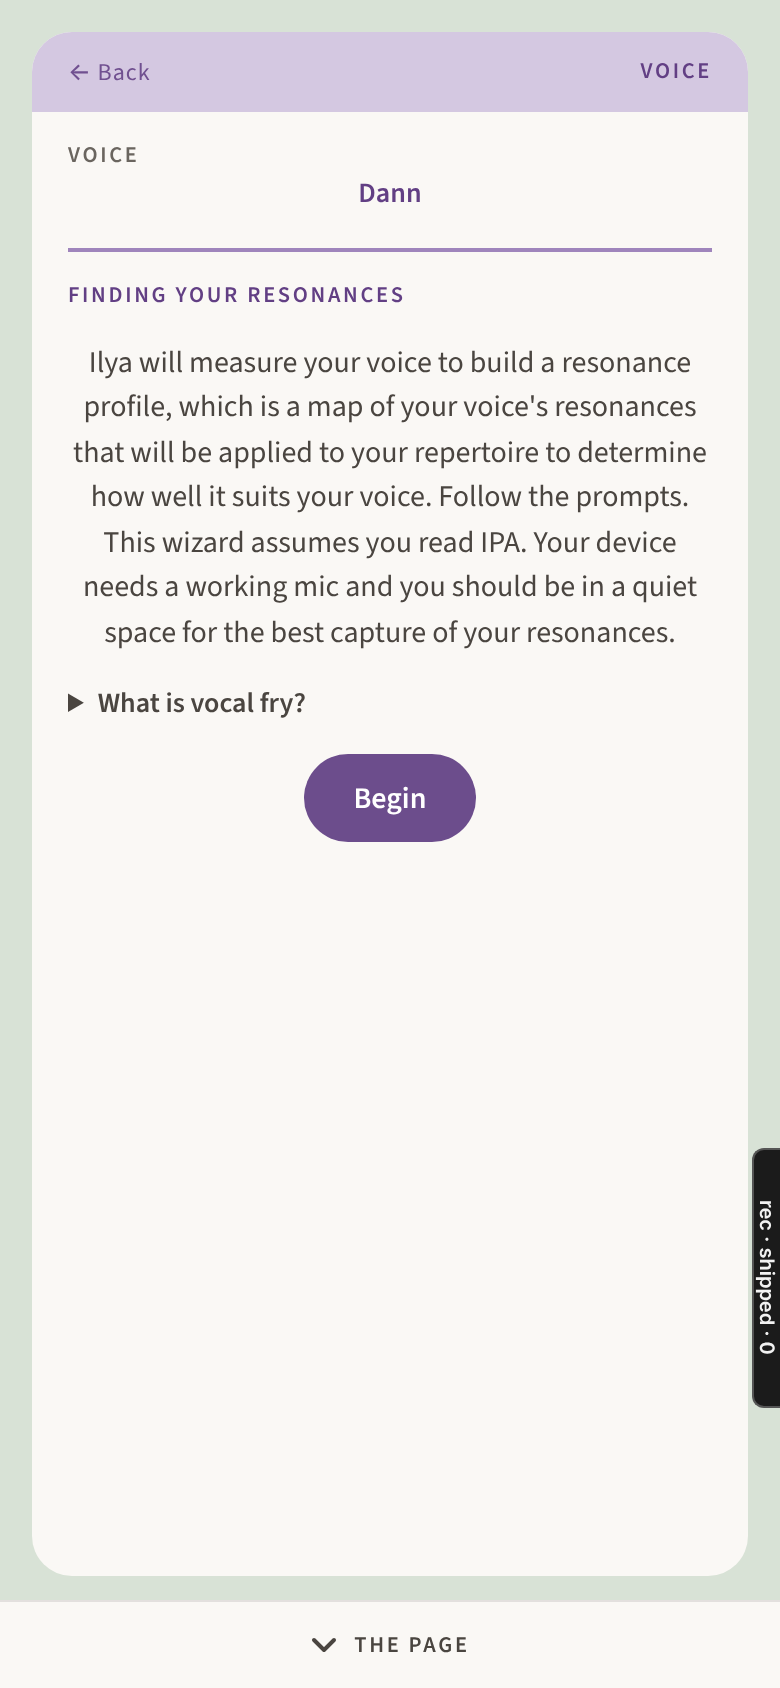 ← Back
VOICE
VOICE
Dann
FINDING YOUR RESONANCES
Ilya will measure your voice to build a resonance
profile, which is a map of your voice's resonances
that will be applied to your repertoire to determine
how well it suits your voice. Follow the prompts.
This wizard assumes you read IPA. Your device
needs a working mic and you should be in a quiet
space for the best capture of your resonances.
▶ What is vocal fry?
Begin
rec · shipped · 0
THE PAGE